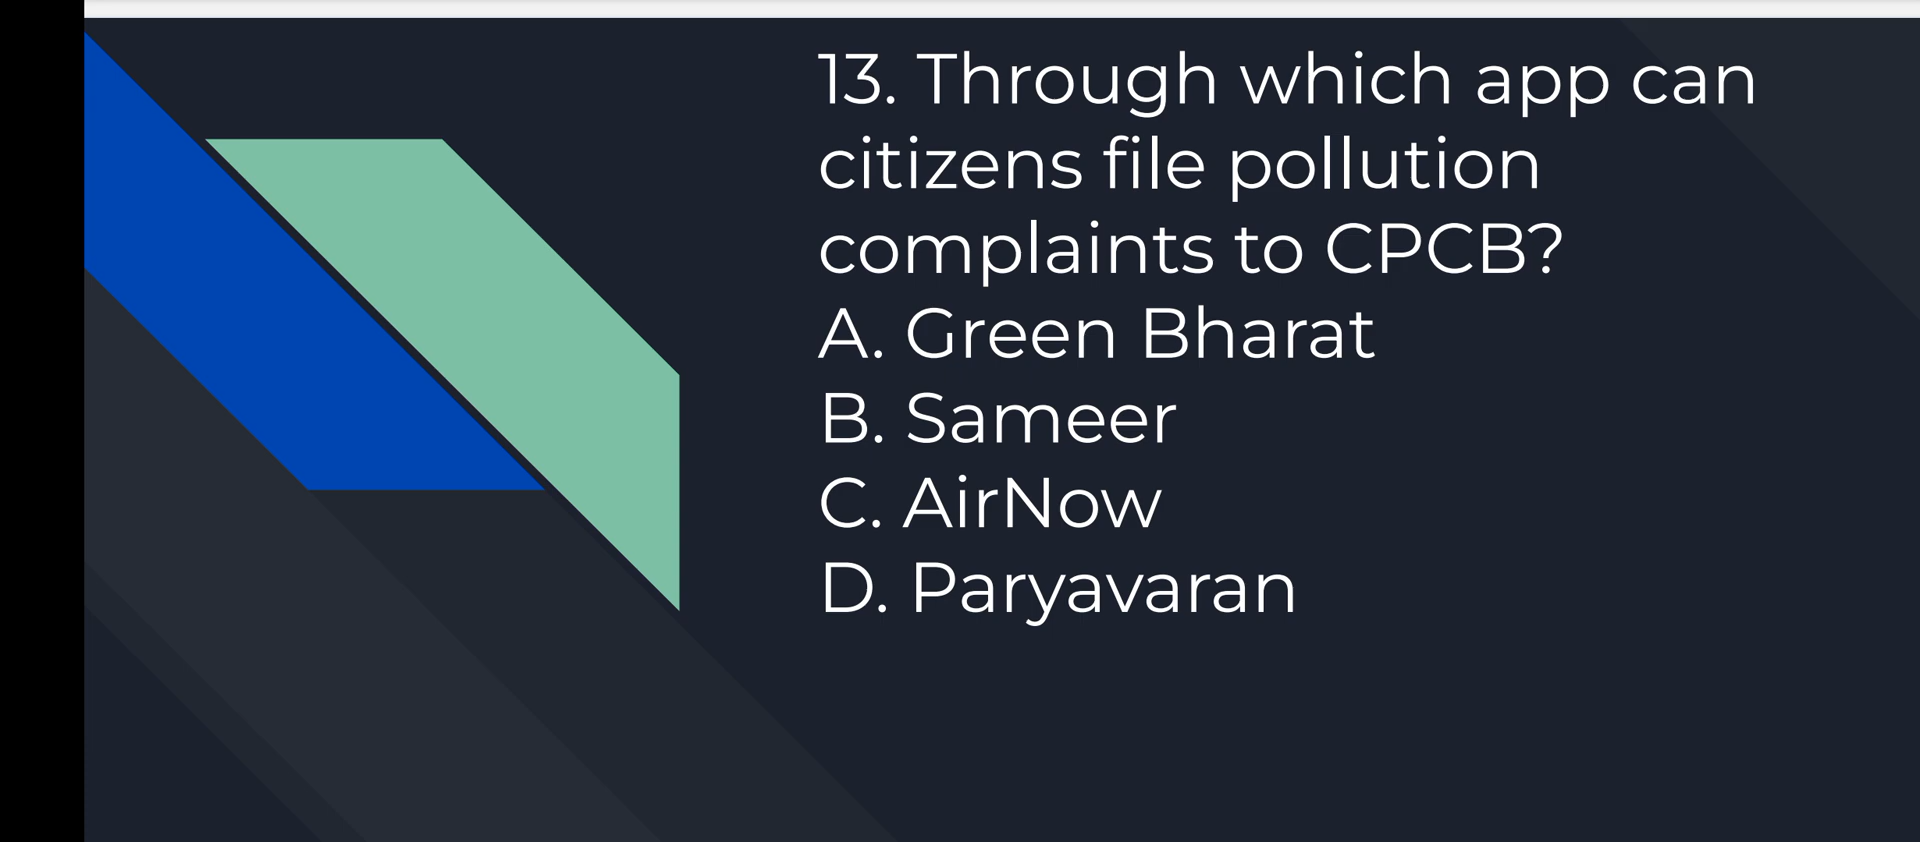 13. Through which app can
citizens file pollution
complaints to CPCB?
A. Green Bharat
B. Sameer
C. AirNow
D. Paryavaran